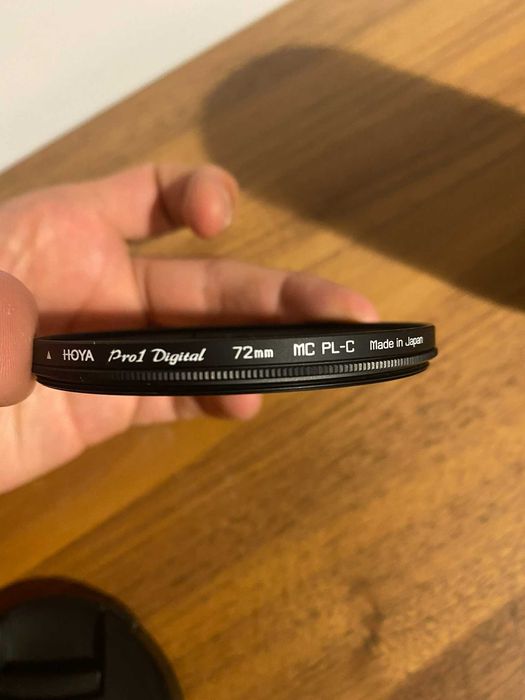 ▲ HOYA Pro1 Digital 72mm MC PL-C Made in Japan